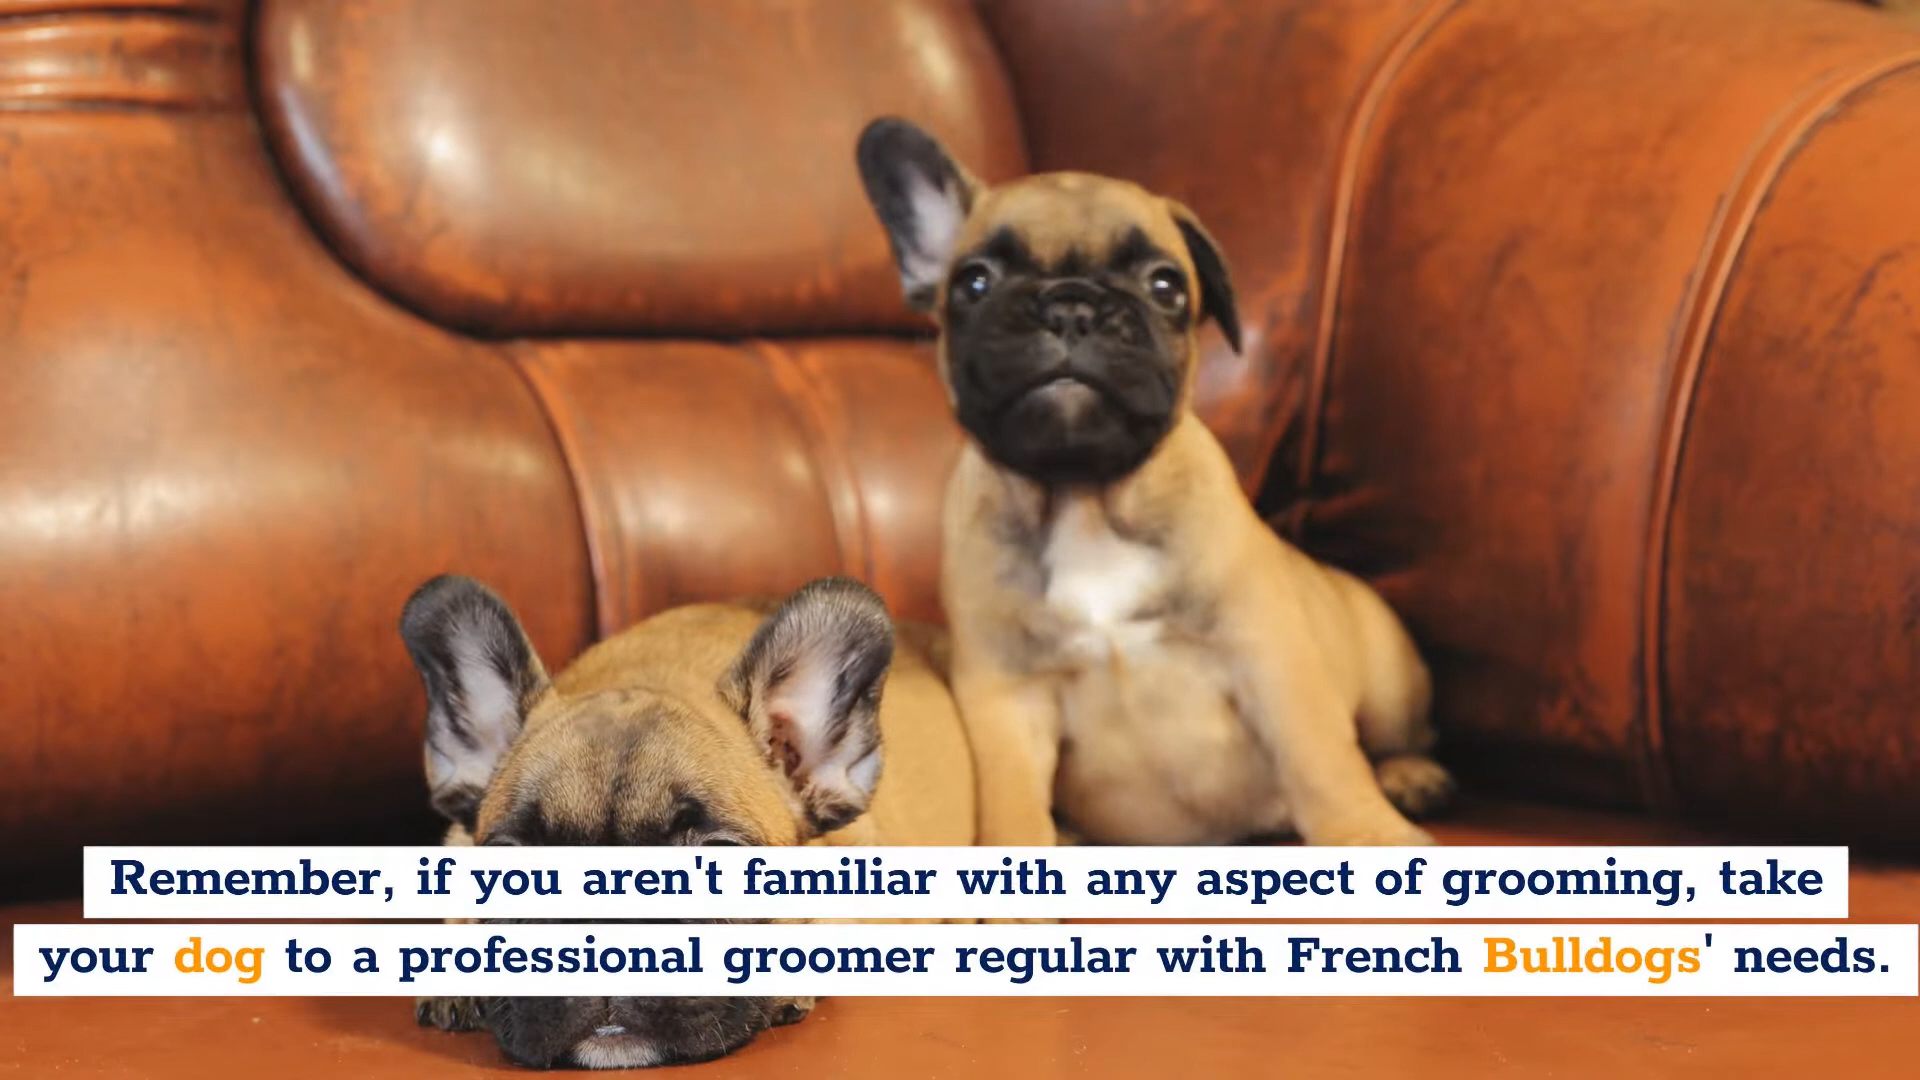 Remember, if you aren't familiar with any aspect of grooming, take
your dog to a professional groomer regular with French Bulldogs' needs.